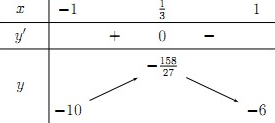 x −1 1/3 1
y′ + 0 −
−158/27
y
−10 −6